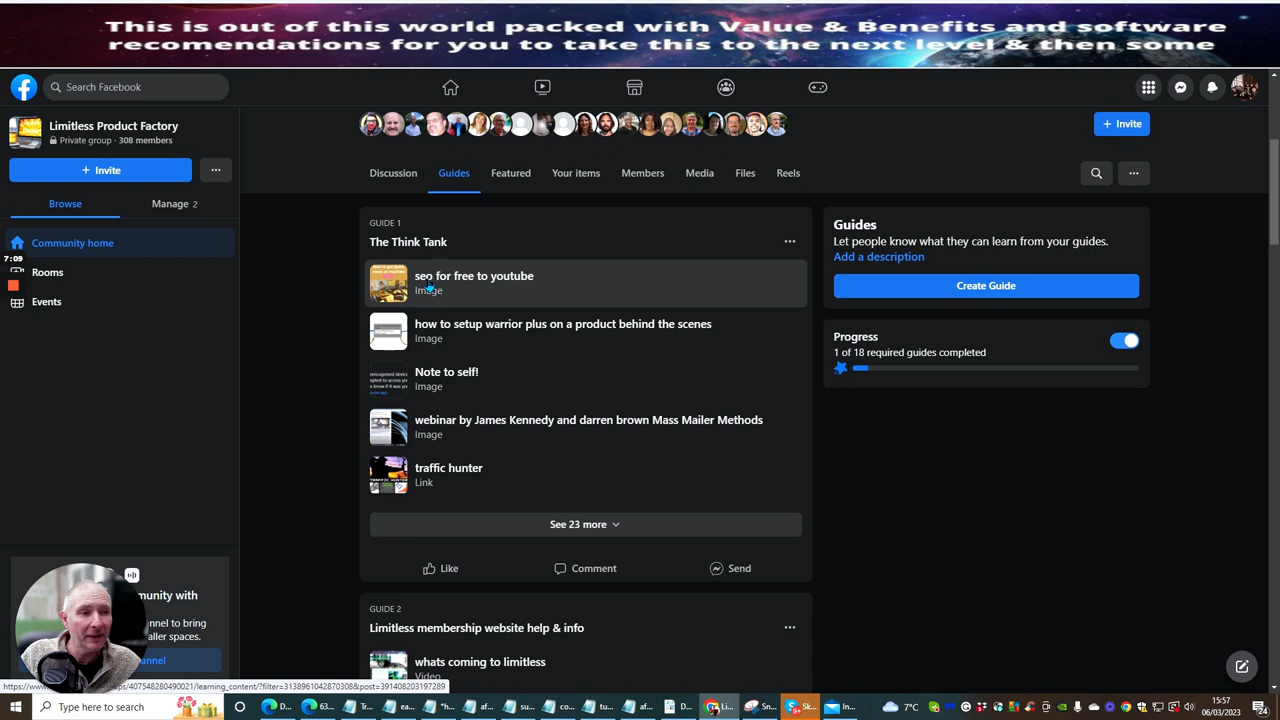 This is out of this world packed with Value & Benefits and software
recomendations for you to take this to the next level & then some
Search Facebook
Limitless Product Factory
Private group · 308 members
+ Invite
+ Invite
Browse
Manage 2
Community home
7:09
Rooms
Events
Discussion
Guides
Featured
Your items
Members
Media
Files
Reels
GUIDE 1
The Think Tank
seo for free to youtube
Image
how to setup warrior plus on a product behind the scenes
Image
Note to self!
Image
webinar by James Kennedy and darren brown Mass Mailer Methods
Image
traffic hunter
Link
See 23 more
Like
Comment
Send
GUIDE 2
Limitless membership website help & info
whats coming to limitless
Video
Guides
Let people know what they can learn from your guides.
Add a description
Create Guide
Progress
1 of 18 required guides completed
Type here to search
7°C
15:57
06/03/2023
24